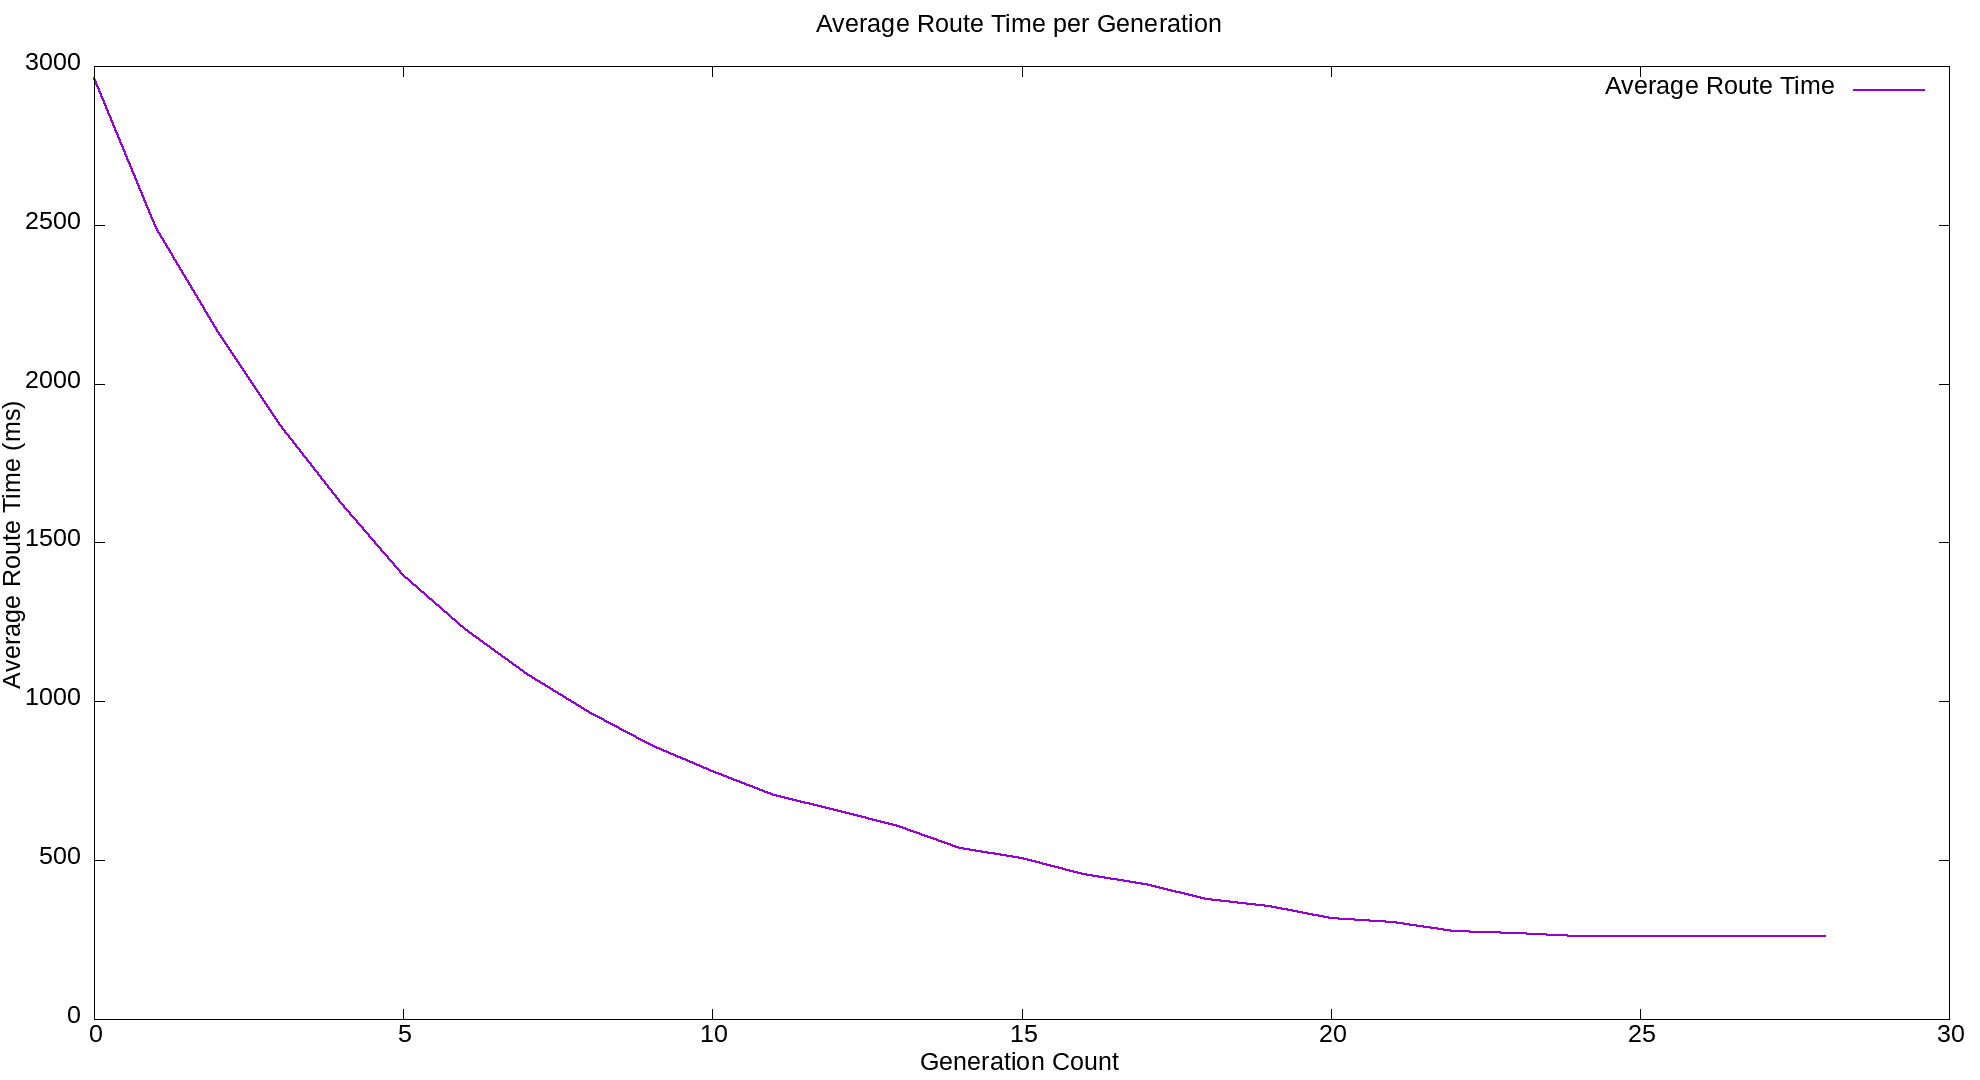 Average Route Time per Generation
Average Route Time
3000
2500
2000
1500
1000
500
0
Average Route Time (ms)
0 5 10 15 20 25 30
Generation Count